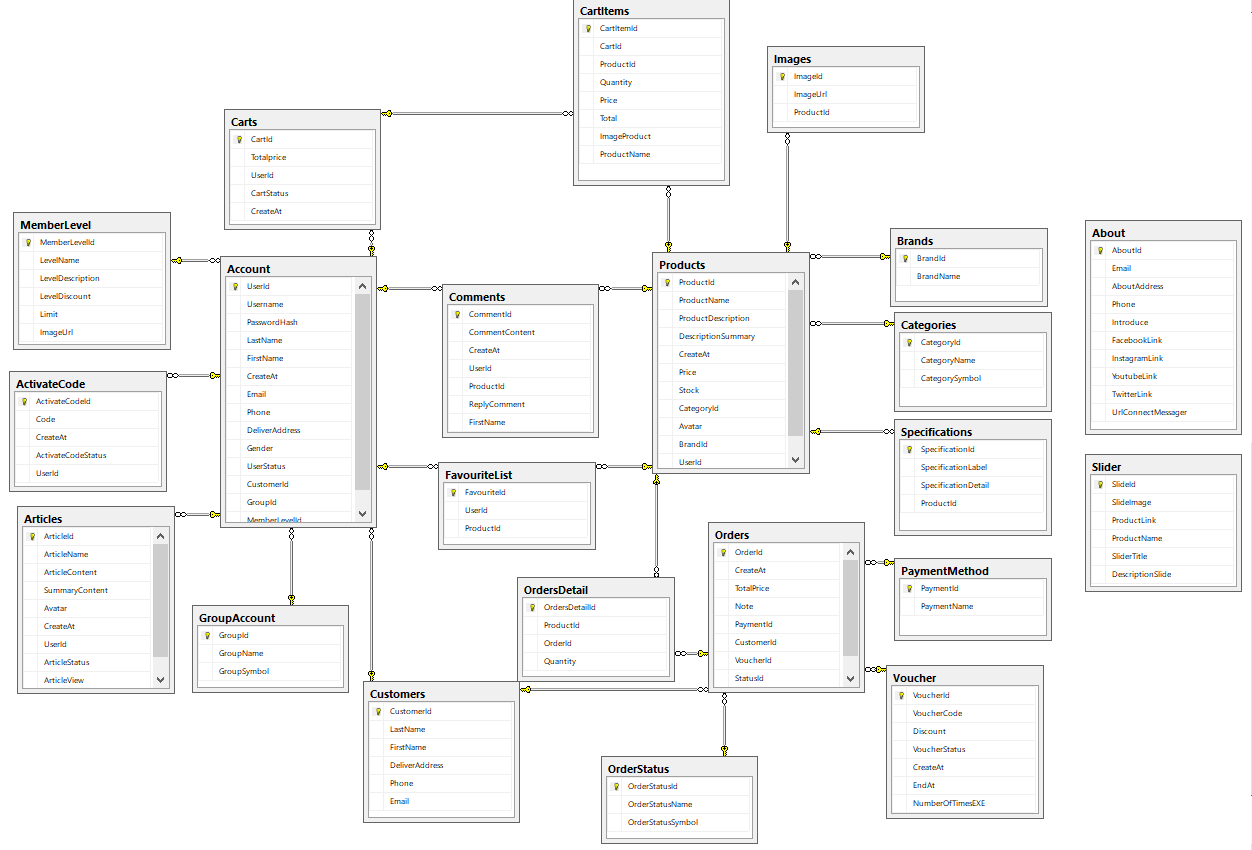 CartItems
CartItemId
CartId
ProductId
Quantity
Price
Total
ImageProduct
ProductName
Images
ImageId
ImageUrl
ProductId
Carts
CartId
Totalprice
UserId
CartStatus
CreateAt
MemberLevel
MemberLevelId
LevelName
LevelDescription
LevelDiscount
Limit
ImageUrl
Account
UserId
Username
PasswordHash
LastName
FirstName
CreateAt
Email
Phone
DeliverAddress
Gender
UserStatus
CustomerId
GroupId
MemberLevelId
Comments
CommentId
CommentContent
CreateAt
UserId
ProductId
ReplyComment
FirstName
Products
ProductId
ProductName
ProductDescription
DescriptionSummary
CreateAt
Price
Stock
CategoryId
Avatar
BrandId
UserId
Brands
BrandId
BrandName
Categories
CategoryId
CategoryName
CategorySymbol
Specifications
SpecificationId
SpecificationLabel
SpecificationDetail
ProductId
About
AboutId
Email
AboutAddress
Phone
Introduce
FacebookLink
InstagramLink
YoutubeLink
TwitterLink
UrlConnectMessager
Slider
SlideId
SlideImage
ProductLink
ProductName
SliderTitle
DescriptionSlide
ActivateCode
ActivateCodeId
Code
CreateAt
ActivateCodeStatus
UserId
FavouriteList
FavouriteId
UserId
ProductId
Articles
ArticleId
ArticleName
ArticleContent
SummaryContent
Avatar
CreateAt
UserId
ArticleStatus
ArticleView
GroupAccount
GroupId
GroupName
GroupSymbol
OrdersDetail
OrdersDetailId
ProductId
OrderId
Quantity
Orders
OrderId
CreateAt
TotalPrice
Note
PaymentId
CustomerId
VoucherId
StatusId
PaymentMethod
PaymentId
PaymentName
Customers
CustomerId
LastName
FirstName
DeliverAddress
Phone
Email
OrderStatus
OrderStatusId
OrderStatusName
OrderStatusSymbol
Voucher
VoucherId
VoucherCode
Discount
VoucherStatus
CreateAt
EndAt
NumberOfTimesEXE